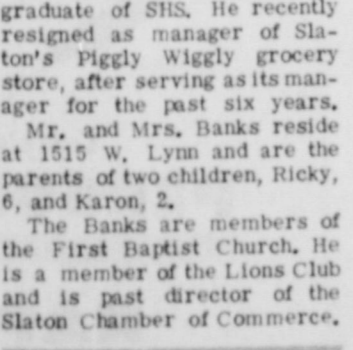 graduate of SHS. He recently
resigned as manager of Sla-
ton's Piggly Wiggly grocery
store, after serving as its man-
ager for the past six years.
Mr. and Mrs. Banks reside
at 1515 W. Lynn and are the
parents of two children, Ricky,
6, and Karon, 2.
The Banks are members of
the First Baptist Church. He
is a member of the Lions Club
and is past director of the
Slaton Chamber of Commerce.